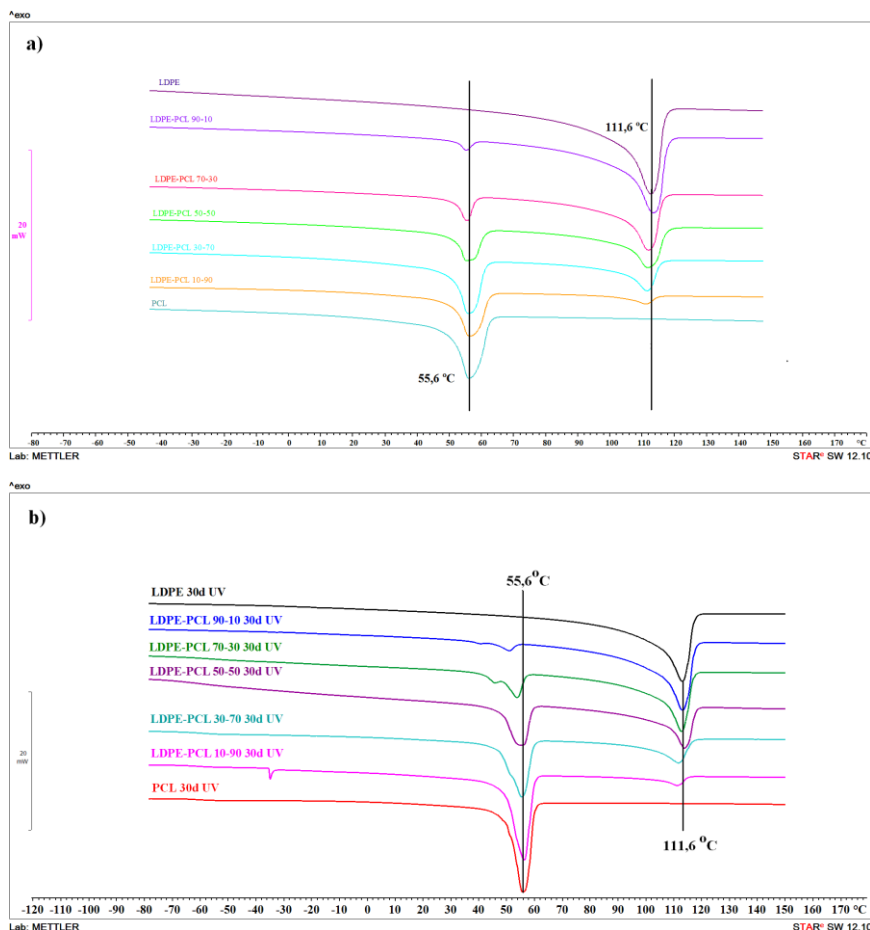 ^exo
a)
LDPE
LDPE-PCL 90-10
111,6 ºC
LDPE-PCL 70-30
20
mW
LDPE-PCL 50-50
LDPE-PCL 30-70
LDPE-PCL 10-90
PCL
55,6 ºC
-80 -70 -60 -50 -40 -30 -20 -10 0 10 20 30 40 50 60 70 80 90 100 110 120 130 140 150 160 170 °C
Lab: METTLER
STARe SW 12.10
^exo
b)
55,6ºC
LDPE 30d UV
LDPE-PCL 90-10 30d UV
LDPE-PCL 70-30 30d UV
LDPE-PCL 50-50 30d UV
LDPE-PCL 30-70 30d UV
20
mW
LDPE-PCL 10-90 30d UV
PCL 30d UV
111,6 ºC
-120 -110 -100 -90 -80 -70 -60 -50 -40 -30 -20 -10 0 10 20 30 40 50 60 70 80 90 100 110 120 130 140 150 170 °C
Lab: METTLER
STARe SW 12.10